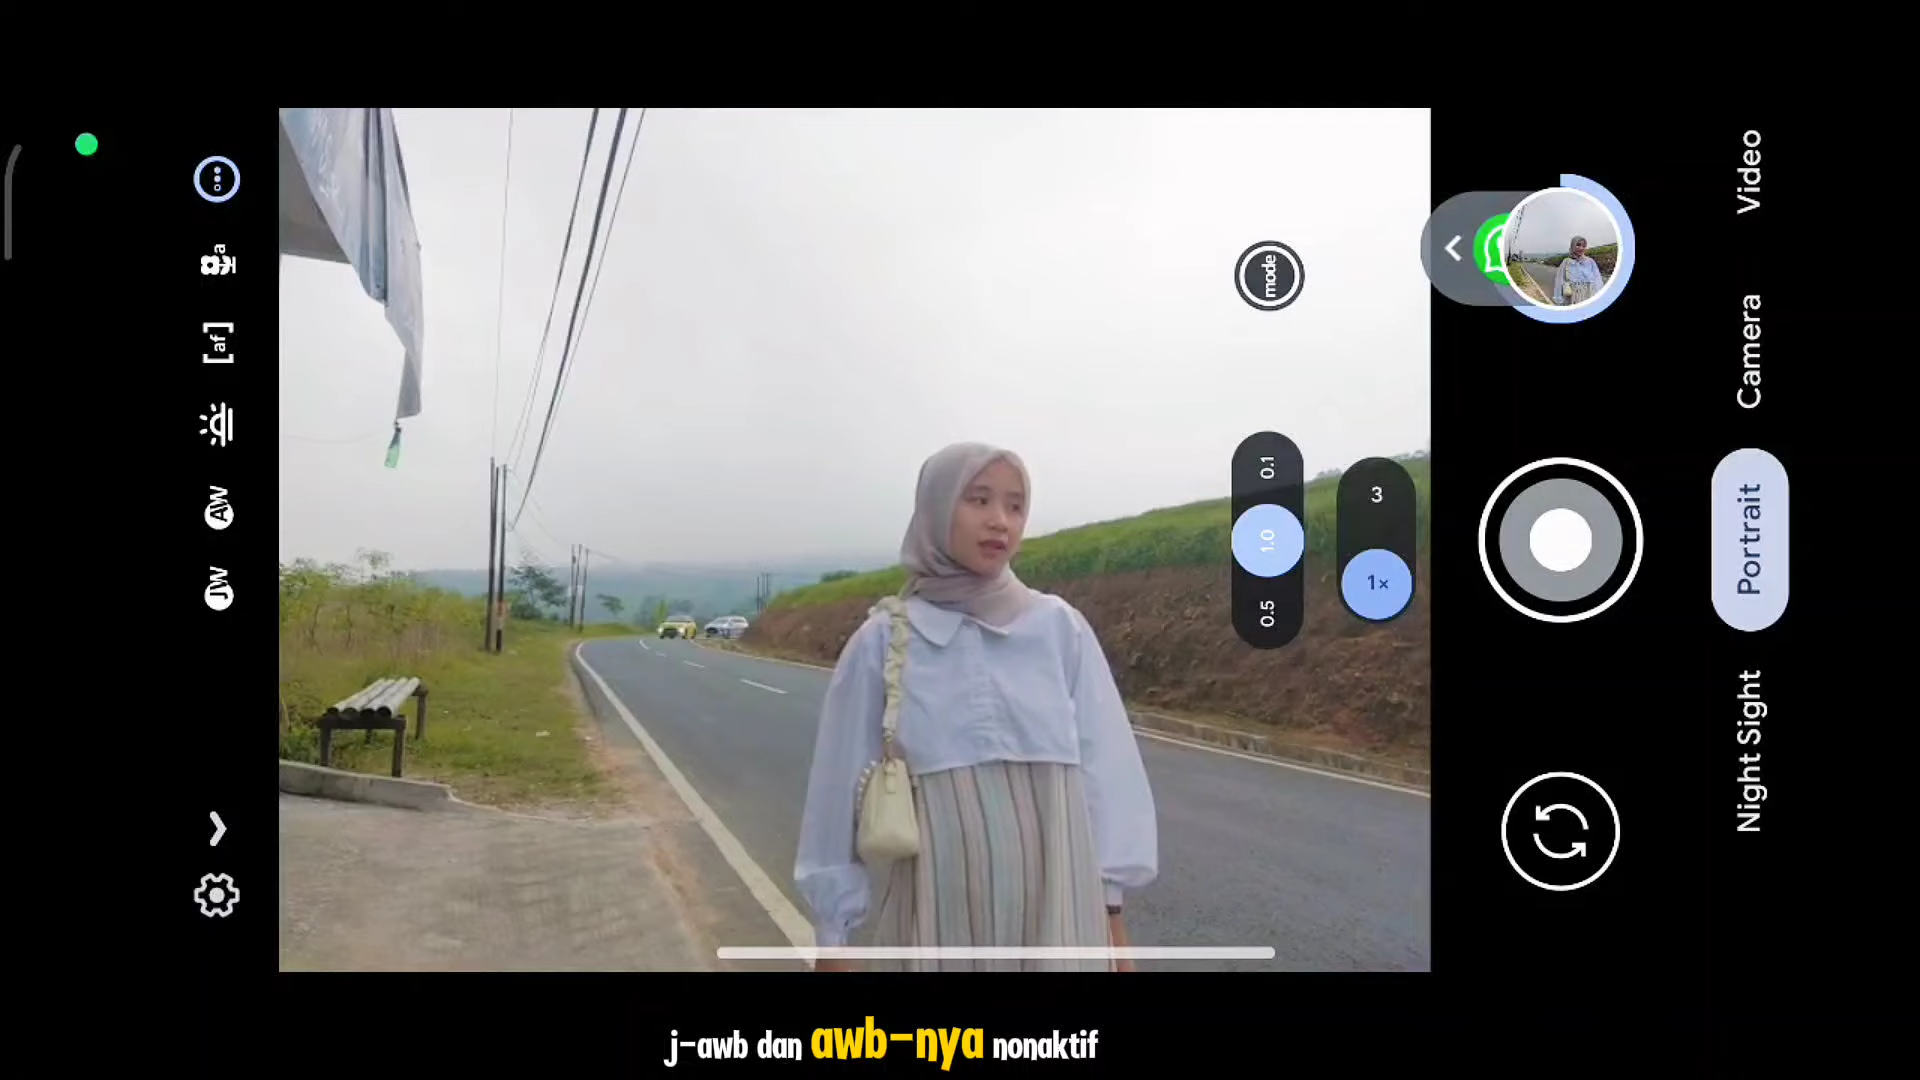 a
[af]
AW
JW
mode
0.1
1.0
0.5
3
1×
Video
Camera
Portrait
Night Sight
j-awb dan awb-nya nonaktif